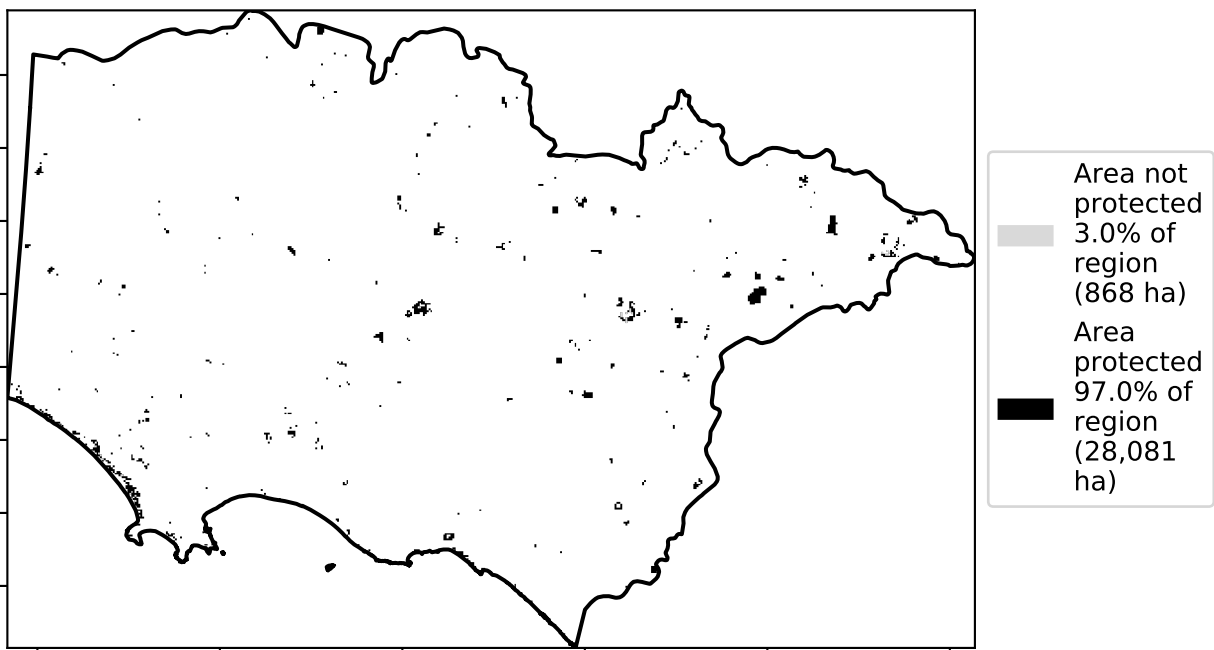 Area not
protected
3.0% of
region
(868 ha)
Area
protected
97.0% of
region
(28,081
ha)